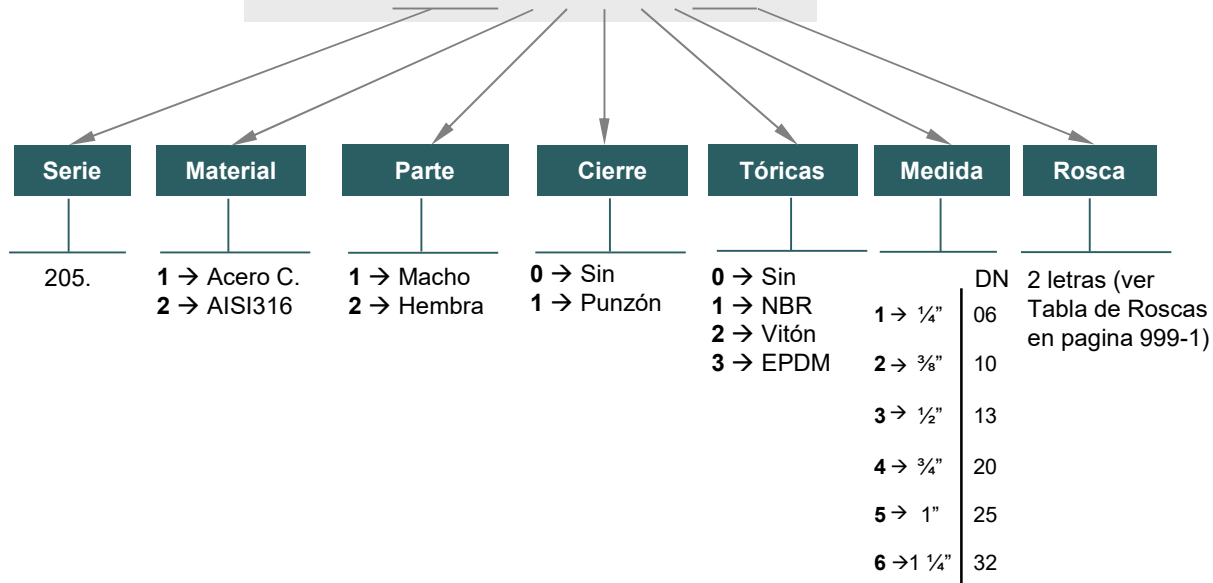 Serie
Material
Parte
Cierre
Tóricas
Medida
Rosca
205.
1 → Acero C.
2 → AISI316
1 → Macho
2 → Hembra
0 → Sin
1 → Punzón
0 → Sin
1 → NBR
2 → Vitón
3 → EPDM
DN
1 → ¼” 06
2 → ⅜” 10
3 → ½” 13
4 → ¾” 20
5 → 1” 25
6 →1 ¼” 32
2 letras (ver
Tabla de Roscas
en pagina 999-1)